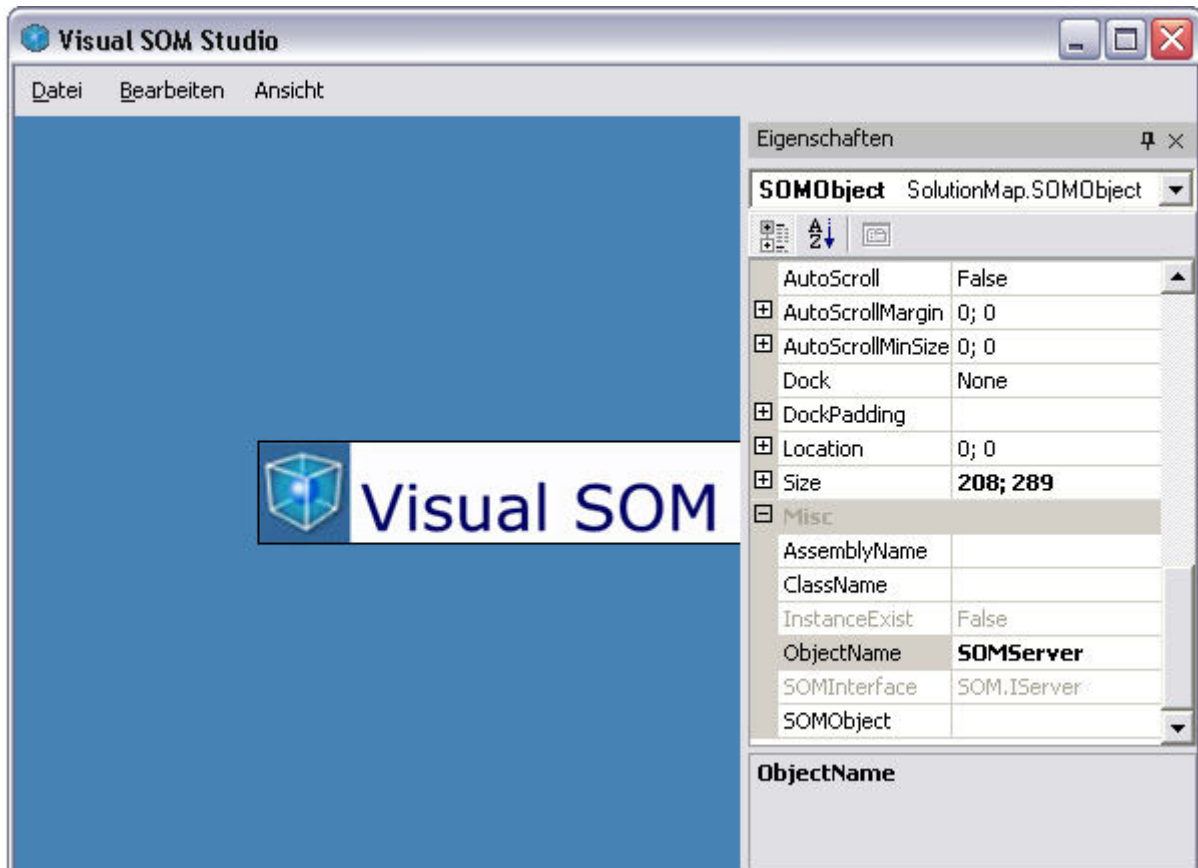 Visual SOM Studio
Datei Bearbeiten Ansicht
Eigenschaften
SOMObject SolutionMap.SOMObject
AutoScroll False
AutoScrollMargin 0; 0
AutoScrollMinSize 0; 0
Dock None
DockPadding
Location 0; 0
Size 208; 289
Misc
AssemblyName
ClassName
InstanceExist False
ObjectName SOMServer
SOMInterface SOM.IServer
SOMObject
ObjectName
Visual SOM